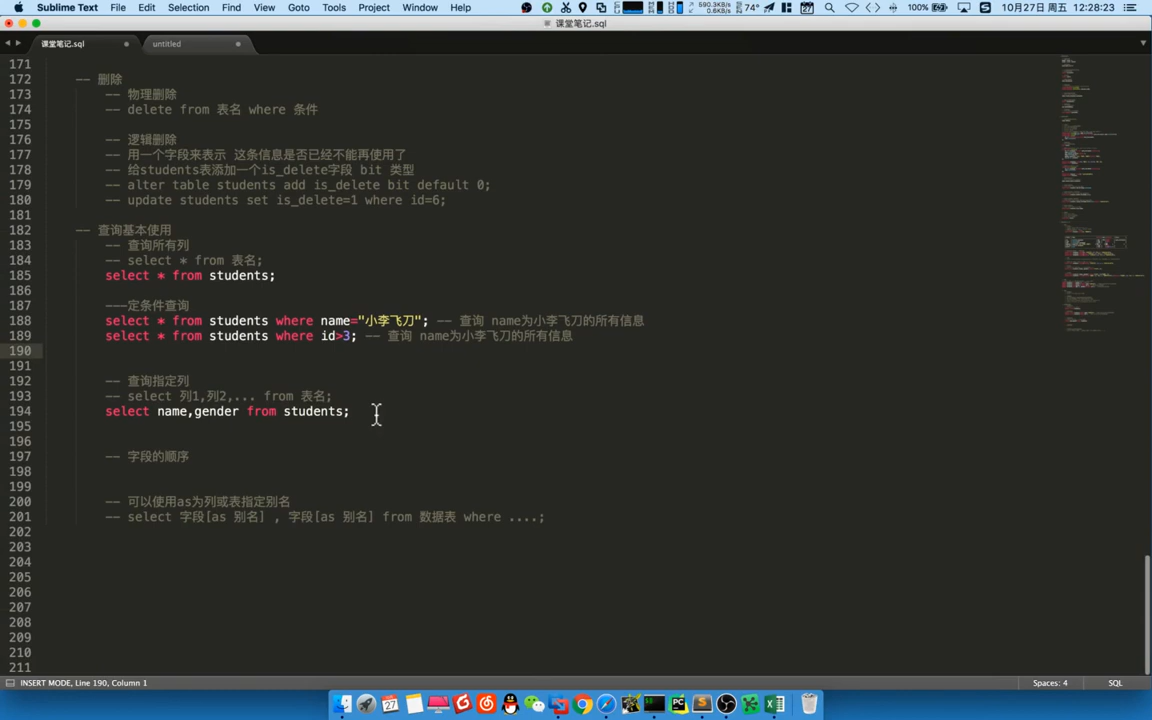 Sublime Text File Edit Selection Find View Goto Tools Project Window Help 590.3KB/s 0.6KB/s 74° 27 100% 10月27日 周五 12:28:23
课堂笔记.sql
课堂笔记.sql untitled
171
172 -- 删除
173 -- 物理删除
174 -- delete from 表名 where 条件
175
176 -- 逻辑删除
177 -- 用一个字段来表示 这条信息是否已经不能再使用了
178 -- 给students表添加一个is_delete字段 bit 类型
179 -- alter table students add is_delete bit default 0;
180 -- update students set is_delete=1 where id=6;
181
182 -- 查询基本使用
183 -- 查询所有列
184 -- select * from 表名;
185 select * from students;
186
187 ---定条件查询
188 select * from students where name="小李飞刀"; -- 查询 name为小李飞刀的所有信息
189 select * from students where id>3; -- 查询 name为小李飞刀的所有信息
190
191
192 -- 查询指定列
193 -- select 列1,列2,... from 表名;
194 select name,gender from students;
195
196
197 -- 字段的顺序
198
199
200 -- 可以使用as为列或表指定别名
201 -- select 字段[as 别名] , 字段[as 别名] from 数据表 where ....;
202
203
204
205
206
207
208
209
210
211
INSERT MODE, Line 190, Column 1 Spaces: 4 SQL
27 PC